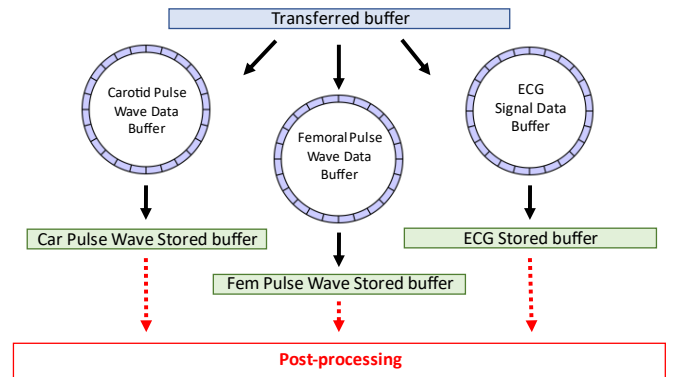 Transferred buffer
Carotid Pulse
Wave Data
Buffer
Femoral Pulse
Wave Data
Buffer
ECG
Signal Data
Buffer
Car Pulse Wave Stored buffer
ECG Stored buffer
Fem Pulse Wave Stored buffer
Post-processing